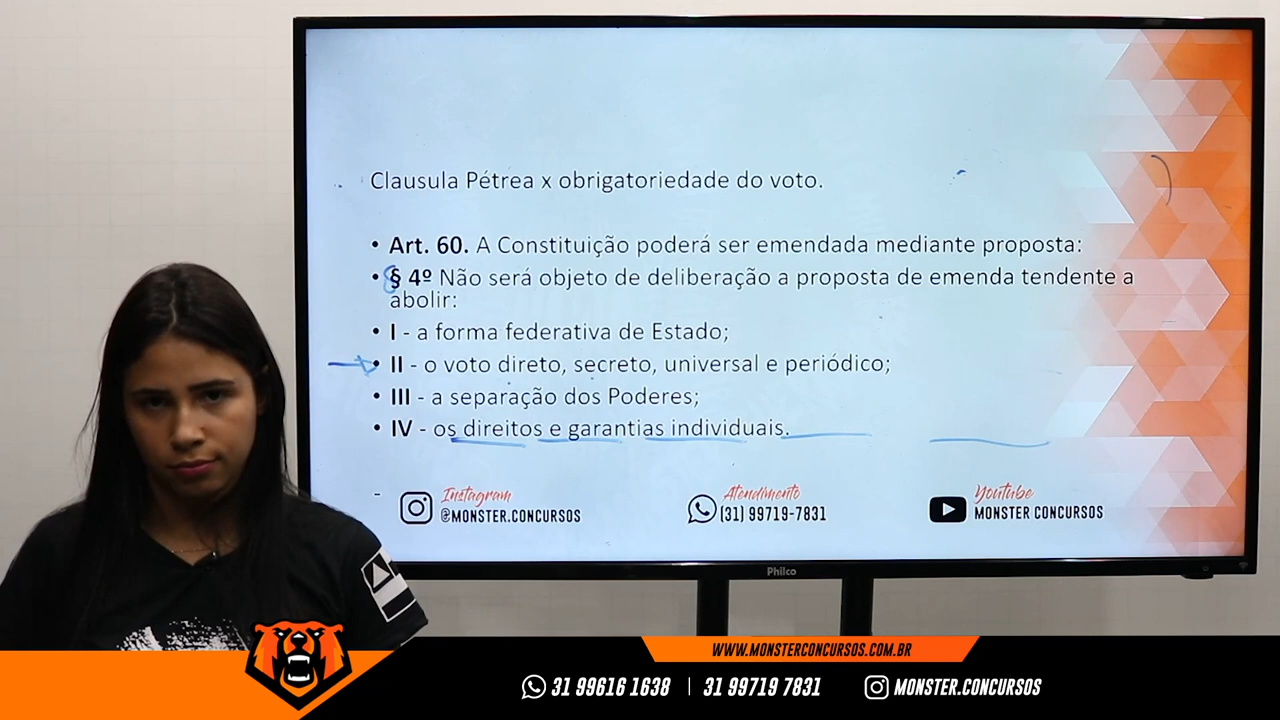 Clausula Pétrea x obrigatoriedade do voto.
• Art. 60. A Constituição poderá ser emendada mediante proposta:
• § 4º Não será objeto de deliberação a proposta de emenda tendente a
abolir:
• I - a forma federativa de Estado;
• II - o voto direto, secreto, universal e periódico;
• III - a separação dos Poderes;
• IV - os direitos e garantias individuais.
-
Instagram
@MONSTER.CONCURSOS
Atendimento
(31) 99719-7831
Youtube
MONSTER CONCURSOS
Philco
WWW.MONSTERCONCURSOS.COM.BR
31 99616 1638 | 31 99719 7831 MONSTER.CONCURSOS